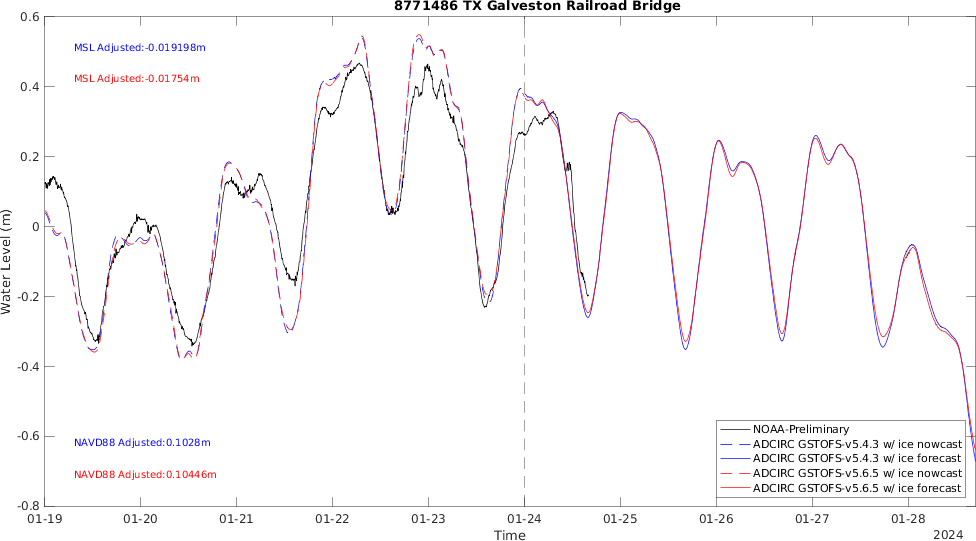 8771486 TX Galveston Railroad Bridge
0.6
MSL Adjusted:-0.019198m
MSL Adjusted:-0.01754m
0.4
0.2
0
-0.2
-0.4
-0.6
-0.8
Water Level (m)
NAVD88 Adjusted:0.1028m
NAVD88 Adjusted:0.10446m
NOAA-Preliminary
ADCIRC GSTOFS-v5.4.3 w/ ice nowcast
ADCIRC GSTOFS-v5.4.3 w/ ice forecast
ADCIRC GSTOFS-v5.6.5 w/ ice nowcast
ADCIRC GSTOFS-v5.6.5 w/ ice forecast
01-19 01-20 01-21 01-22 01-23 01-24 01-25 01-26 01-27 01-28
Time
2024